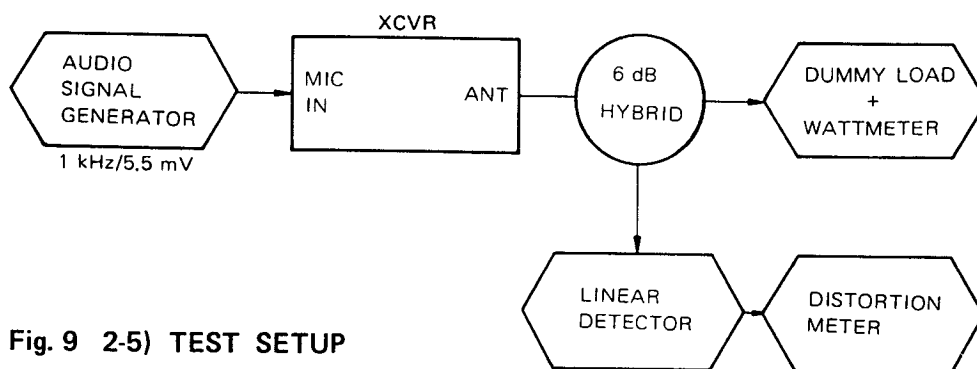 XCVR
AUDIO
SIGNAL
GENERATOR
1 kHz/5.5 mV
MIC
IN
ANT
6 dB
HYBRID
DUMMY LOAD
+
WATTMETER
LINEAR
DETECTOR
DISTORTION
METER
Fig. 9 2-5) TEST SETUP